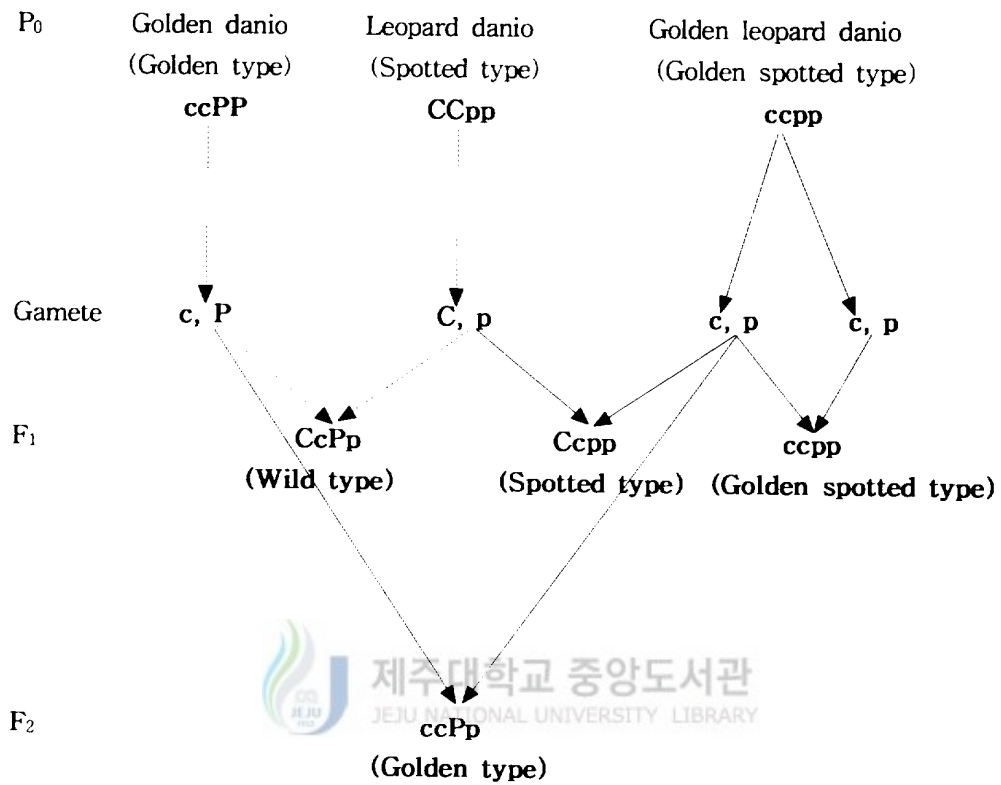 P0 Golden danio Leopard danio Golden leopard danio
(Golden type) (Spotted type) (Golden spotted type)
ccPP CCpp ccpp
Gamete c, P C, p c, p c, p
F1 CcPp Ccpp ccpp
(Wild type) (Spotted type) (Golden spotted type)
제주대학교 중앙도서관
JEJU NATIONAL UNIVERSITY LIBRARY
JEJU
1952
F2 ccPp
(Golden type)